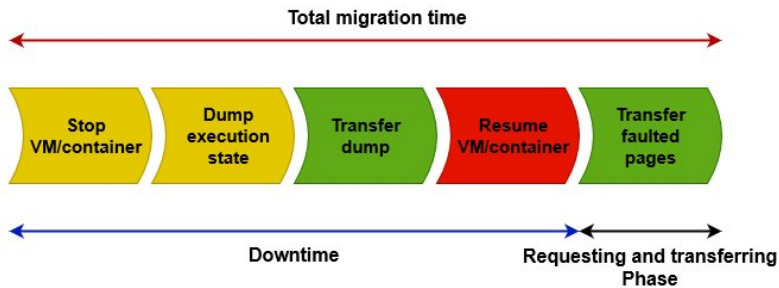 Total migration time
Stop
VM/container
Dump
execution
state
Transfer
dump
Resume
VM/container
Transfer
faulted
pages
Downtime
Requesting and transferring
Phase